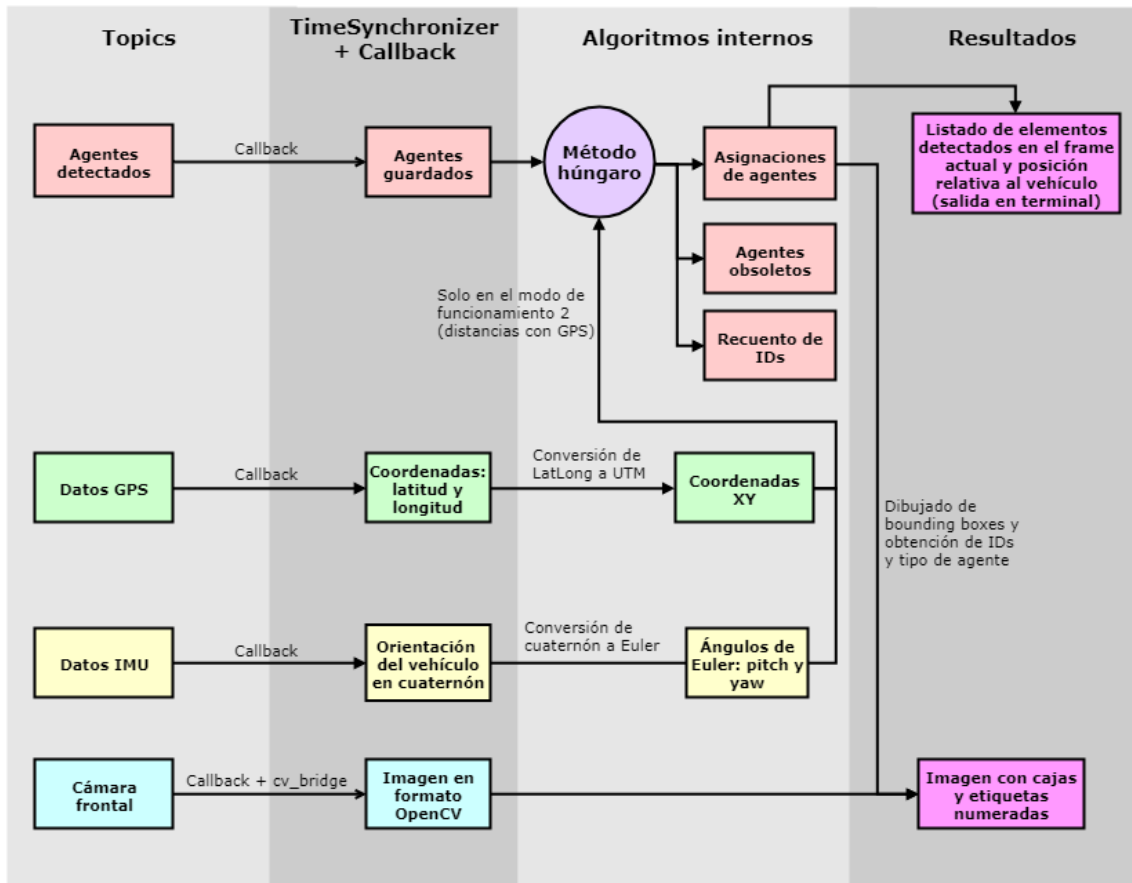 Topics
TimeSynchronizer
+ Callback
Algoritmos internos
Resultados
Agentes
detectados
Callback
Agentes
guardados
Método
húngaro
Asignaciones
de agentes
Listado de elementos
detectados en el frame
actual y posición
relativa al vehículo
(salida en terminal)
Agentes
obsoletos
Solo en el modo de
funcionamiento 2
(distancias con GPS)
Recuento de
IDs
Datos GPS
Callback
Coordenadas:
latitud y
longitud
Conversión de
LatLong a UTM
Coordenadas
XY
Dibujado de
bounding boxes y
obtención de IDs
y tipo de agente
Datos IMU
Callback
Orientación
del vehículo
en cuaternón
Conversión de
cuaternón a Euler
Ángulos de
Euler: pitch y
yaw
Cámara
frontal
Callback + cv_bridge
Imagen en
formato
OpenCV
Imagen con cajas
y etiquetas
numeradas